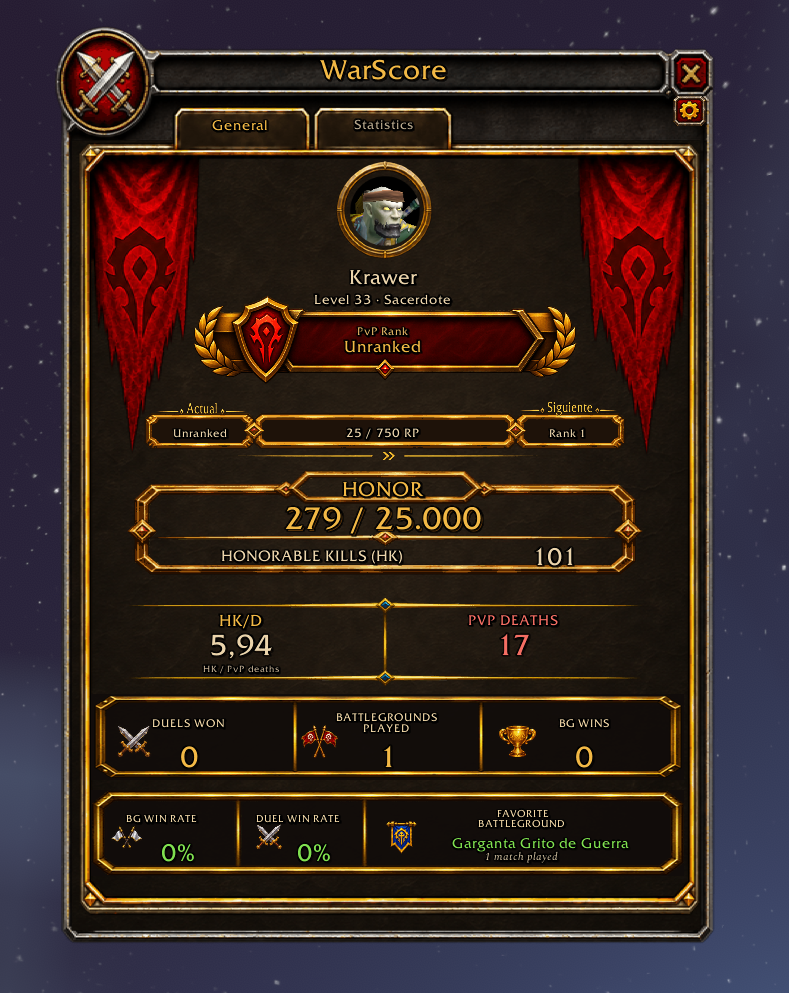 WarScore
General
Statistics
Krawer
Level 33 · Sacerdote
PvP Rank
Unranked
Actual
Siguiente
Unranked
25 / 750 RP
Rank 1
HONOR
279 / 25.000
HONORABLE KILLS (HK)
101
HK/D
5,94
HK / PvP deaths
PVP DEATHS
17
DUELS WON
0
BATTLEGROUNDS
PLAYED
1
BG WINS
0
BG WIN RATE
0%
DUEL WIN RATE
0%
FAVORITE
BATTLEGROUND
Garganta Grito de Guerra
1 match played